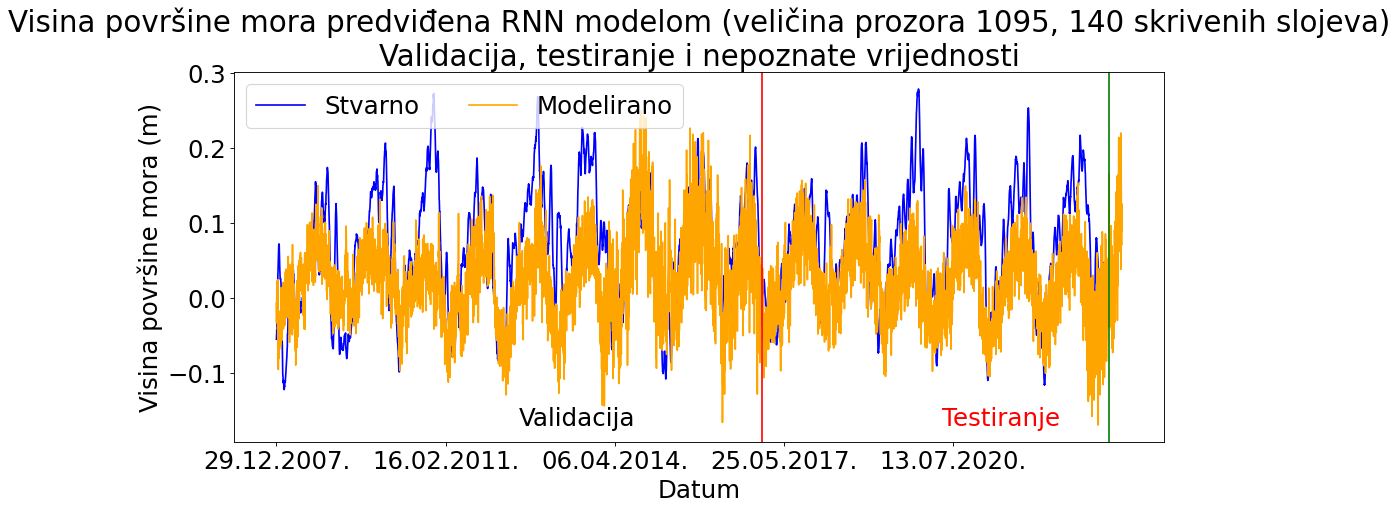 Visina površine mora predviđena RNN modelom (veličina prozora 1095, 140 skrivenih slojeva)
Validacija, testiranje i nepoznate vrijednosti
Stvarno
Modelirano
Visina površine mora (m)
0.3
0.2
0.1
0.0
−0.1
Validacija
Testiranje
29.12.2007.
16.02.2011.
06.04.2014.
25.05.2017.
13.07.2020.
Datum